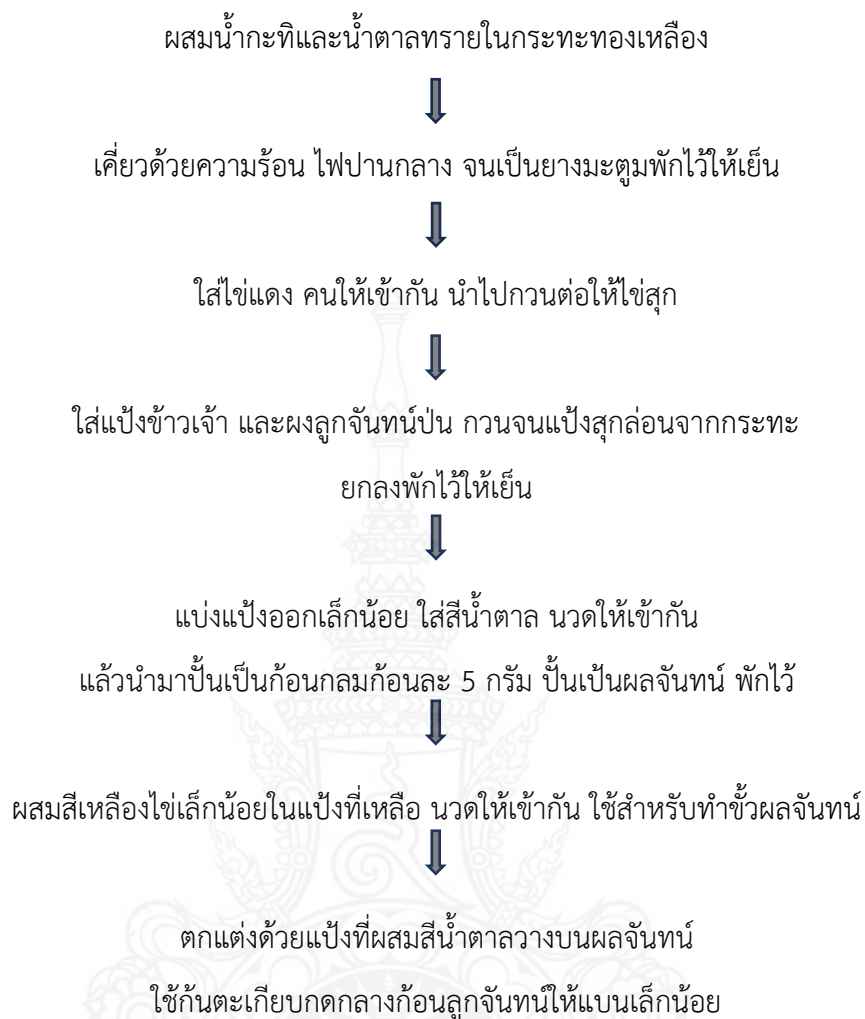 ผสมน้ำกะทิและน้ำตาลทรายในกระทะทองเหลือง
เคี่ยวด้วยความร้อน ไฟปานกลาง จนเป็นยางมะตูมพักไว้ให้เย็น
ใส่ไข่แดง คนให้เข้ากัน นำไปกวนต่อให้ไข่สุก
ใส่แป้งข้าวเจ้า และผงลูกจันทน์ป่น กวนจนแป้งสุกล่อนจากกระทะ
ยกลงพักไว้ให้เย็น
แบ่งแป้งออกเล็กน้อย ใส่สีน้ำตาล นวดให้เข้ากัน
แล้วนำมาปั้นเป็นก้อนกลมก้อนละ 5 กรัม ปั้นเป้นผลจันทน์ พักไว้
ผสมสีเหลืองไข่เล็กน้อยในแป้งที่เหลือ นวดให้เข้ากัน ใช้สำหรับทำขั้วผลจันทน์
ตกแต่งด้วยแป้งที่ผสมสีน้ำตาลวางบนผลจันทน์
ใช้ก้นตะเกียบกดกลางก้อนลูกจันทน์ให้แบนเล็กน้อย